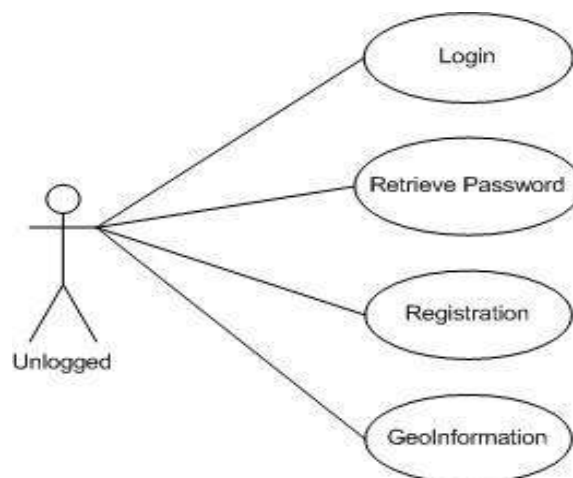 Login
Retrieve Password
Registration
Unlogged
GeoInformation